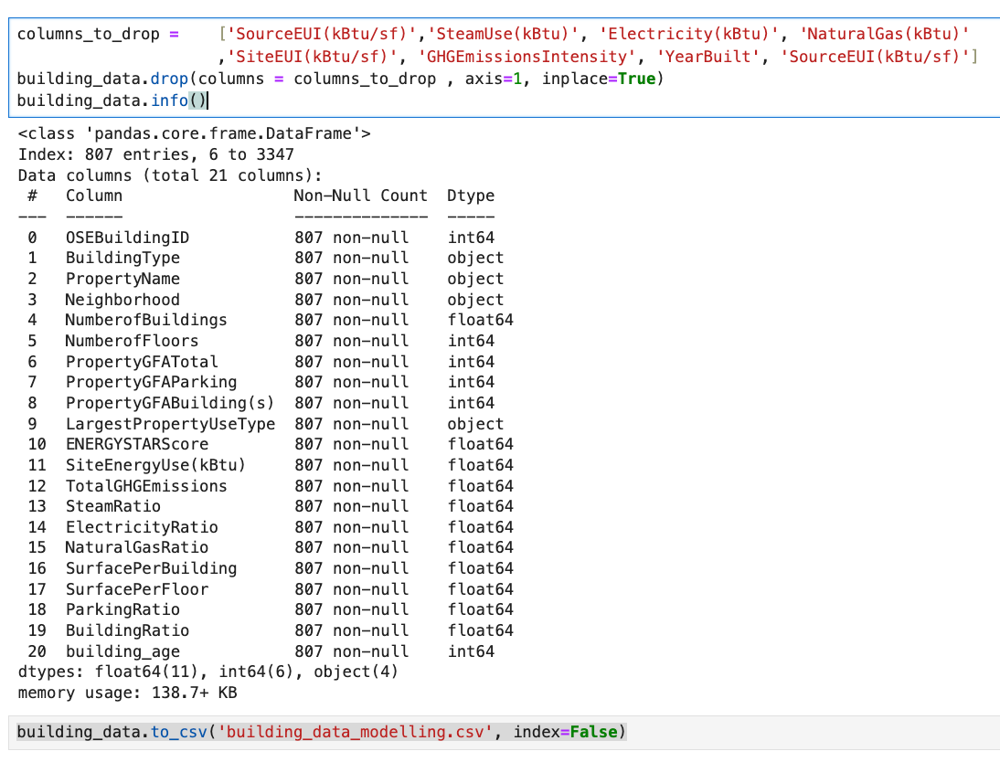 columns_to_drop =    ['SourceEUI(kBtu/sf)','SteamUse(kBtu)', 'Electricity(kBtu)', 'NaturalGas(kBtu)'
                     ,'SiteEUI(kBtu/sf)', 'GHGEmissionsIntensity', 'YearBuilt', 'SourceEUI(kBtu/sf)']
building_data.drop(columns = columns_to_drop , axis=1, inplace=True)
building_data.info()
<class 'pandas.core.frame.DataFrame'>
Index: 807 entries, 6 to 3347
Data columns (total 21 columns):
 #   Column                Non-Null Count  Dtype
---  ------                --------------  -----
 0   OSEBuildingID         807 non-null    int64
 1   BuildingType          807 non-null    object
 2   PropertyName          807 non-null    object
 3   Neighborhood          807 non-null    object
 4   NumberofBuildings     807 non-null    float64
 5   NumberofFloors        807 non-null    int64
 6   PropertyGFATotal      807 non-null    int64
 7   PropertyGFAParking    807 non-null    int64
 8   PropertyGFABuilding(s)  807 non-null    int64
 9   LargestPropertyUseType  807 non-null    object
 10  ENERGYSTARScore       807 non-null    float64
 11  SiteEnergyUse(kBtu)   807 non-null    float64
 12  TotalGHGEmissions     807 non-null    float64
 13  SteamRatio            807 non-null    float64
 14  ElectricityRatio      807 non-null    float64
 15  NaturalGasRatio       807 non-null    float64
 16  SurfacePerBuilding    807 non-null    float64
 17  SurfacePerFloor       807 non-null    float64
 18  ParkingRatio          807 non-null    float64
 19  BuildingRatio         807 non-null    float64
 20  building_age          807 non-null    int64
dtypes: float64(11), int64(6), object(4)
memory usage: 138.7+ KB
building_data.to_csv('building_data_modelling.csv', index=False)